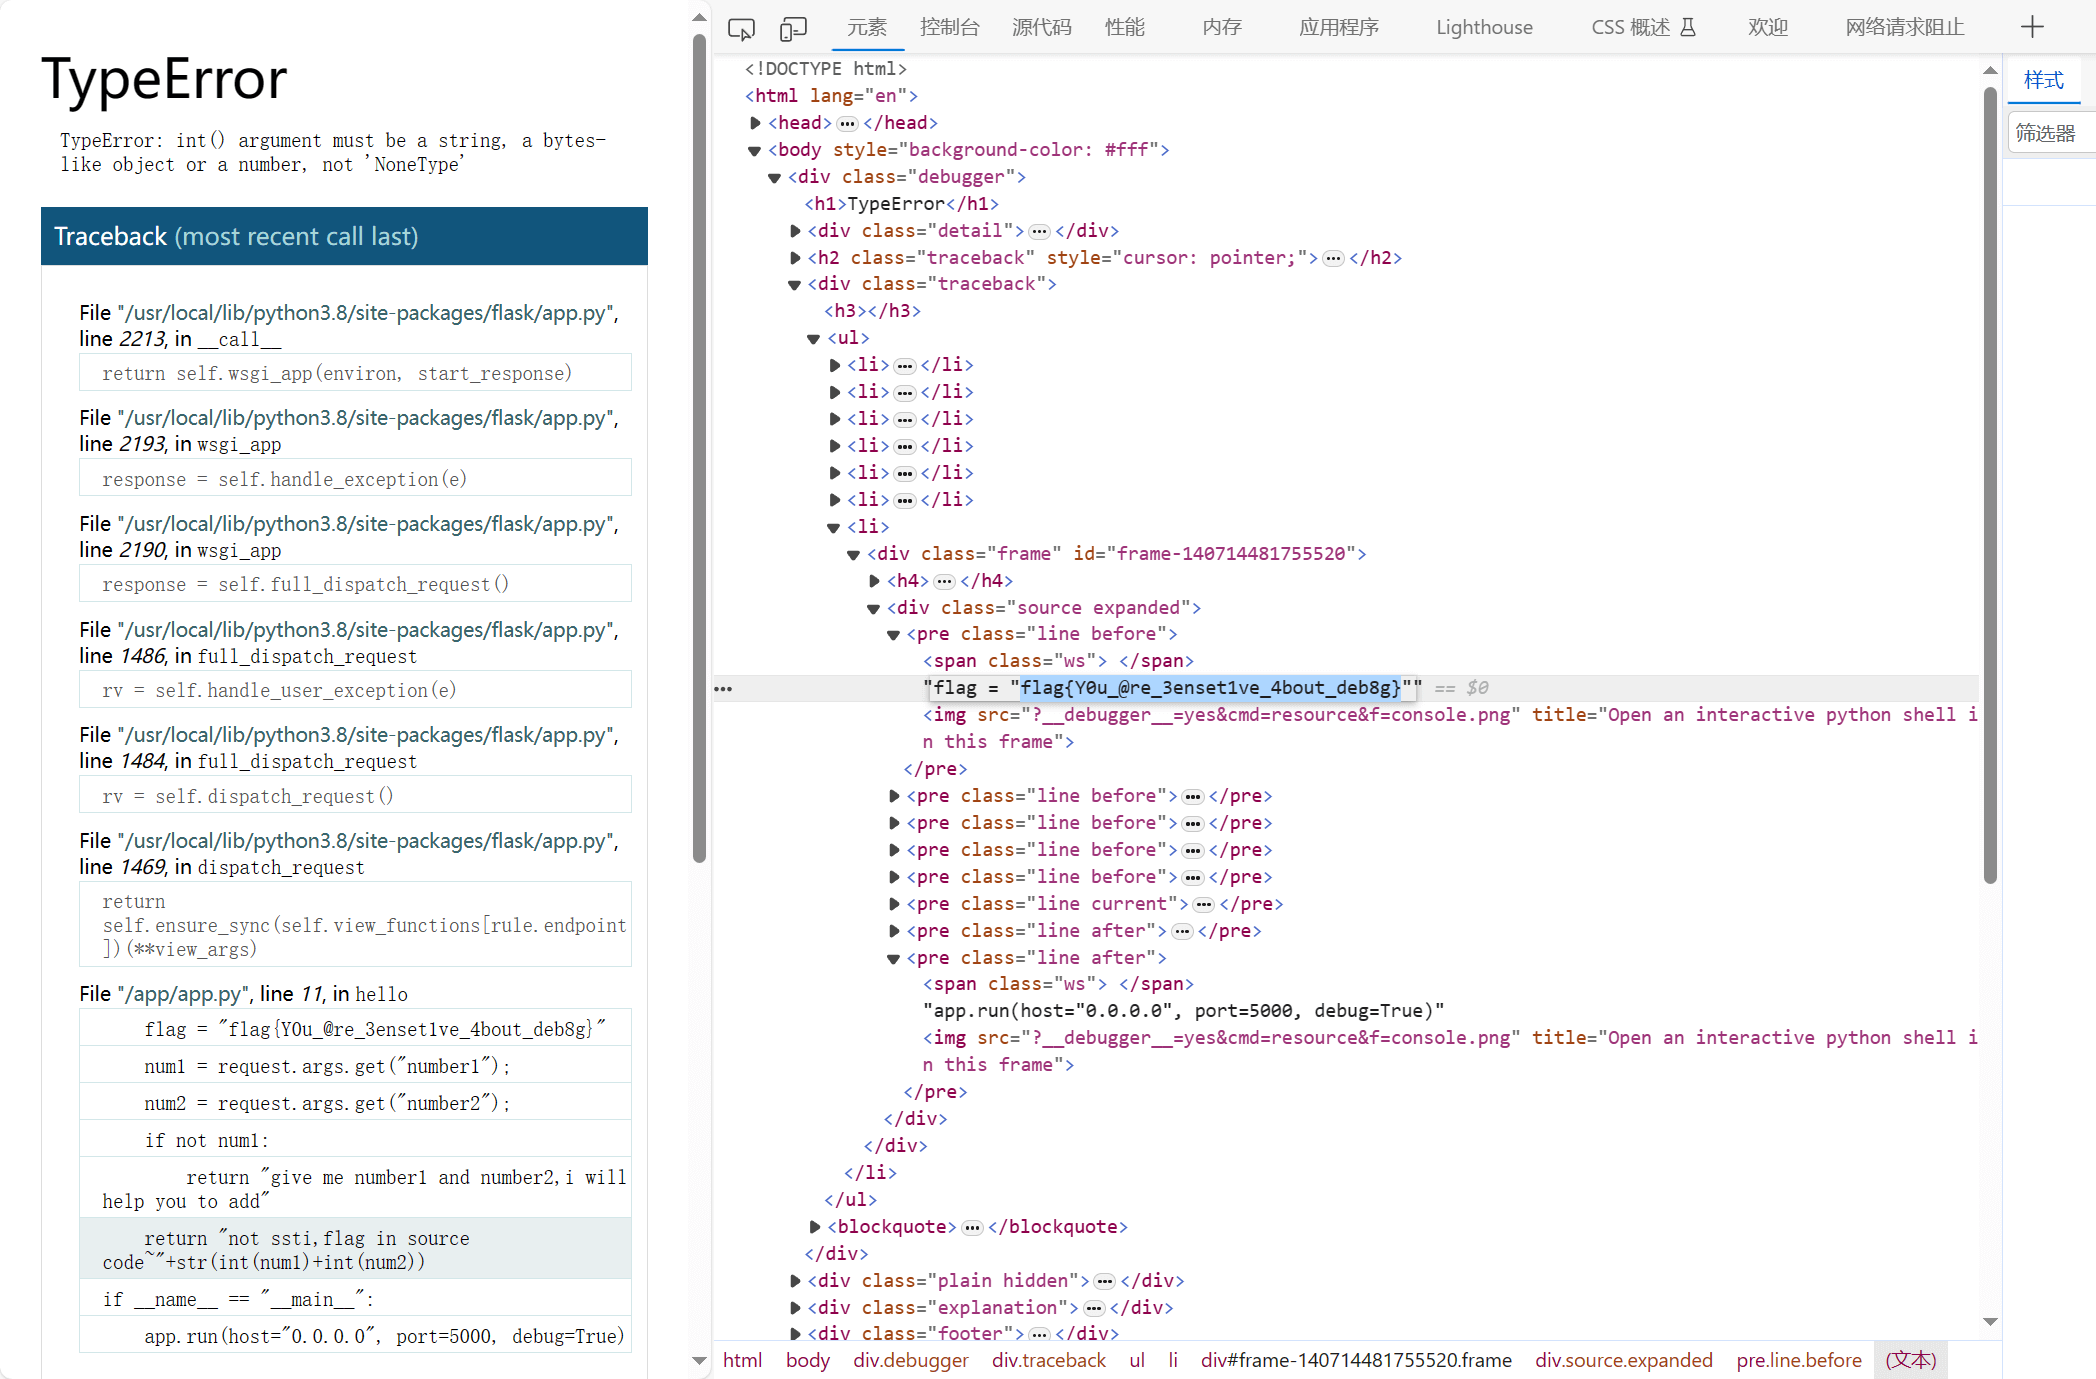 TypeError
TypeError: int() argument must be a string, a bytes-
like object or a number, not 'NoneType'
Traceback (most recent call last)
File "/usr/local/lib/python3.8/site-packages/flask/app.py",
line 2213, in __call__
return self.wsgi_app(environ, start_response)
File "/usr/local/lib/python3.8/site-packages/flask/app.py",
line 2193, in wsgi_app
response = self.handle_exception(e)
File "/usr/local/lib/python3.8/site-packages/flask/app.py",
line 2190, in wsgi_app
response = self.full_dispatch_request()
File "/usr/local/lib/python3.8/site-packages/flask/app.py",
line 1486, in full_dispatch_request
rv = self.handle_user_exception(e)
File "/usr/local/lib/python3.8/site-packages/flask/app.py",
line 1484, in full_dispatch_request
rv = self.dispatch_request()
File "/usr/local/lib/python3.8/site-packages/flask/app.py",
line 1469, in dispatch_request
return
self.ensure_sync(self.view_functions[rule.endpoint
])(**view_args)
File "/app/app.py", line 11, in hello
flag = "flag{Y0u_@re_3enset1ve_4bout_deb8g}"
num1 = request.args.get("number1");
num2 = request.args.get("number2");
if not num1:
return "give me number1 and number2,i will
help you to add"
return "not ssti,flag in source
code~"+str(int(num1)+int(num2))
if __name__ == "__main__":
app.run(host="0.0.0.0", port=5000, debug=True)
元素 控制台 源代码 性能 内存 应用程序 Lighthouse CSS 概述 欢迎 网络请求阻止
<!DOCTYPE html>
<html lang="en">
<head>…</head>
<body style="background-color: #fff">
<div class="debugger">
<h1>TypeError</h1>
<div class="detail">…</div>
<h2 class="traceback" style="cursor: pointer;">…</h2>
<div class="traceback">
<h3></h3>
<ul>
<li>…</li>
<li>…</li>
<li>…</li>
<li>…</li>
<li>…</li>
<li>…</li>
<li>
<div class="frame" id="frame-140714481755520">
<h4>…</h4>
<div class="source expanded">
<pre class="line before">
<span class="ws"> </span>
"flag = "flag{Y0u_@re_3enset1ve_4bout_deb8g}"" == $0
<img src="?__debugger__=yes&cmd=resource&f=console.png" title="Open an interactive python shell i
n this frame">
</pre>
<pre class="line before">…</pre>
<pre class="line before">…</pre>
<pre class="line before">…</pre>
<pre class="line before">…</pre>
<pre class="line current">…</pre>
<pre class="line after">…</pre>
<pre class="line after">
<span class="ws"> </span>
"app.run(host="0.0.0.0", port=5000, debug=True)"
<img src="?__debugger__=yes&cmd=resource&f=console.png" title="Open an interactive python shell i
n this frame">
</pre>
</div>
</div>
</li>
</ul>
<blockquote>…</blockquote>
</div>
<div class="plain hidden">…</div>
<div class="explanation">…</div>
<div class="footer">…</div>
html body div.debugger div.traceback ul li div#frame-140714481755520.frame div.source.expanded pre.line.before (文本)
样式
筛选器